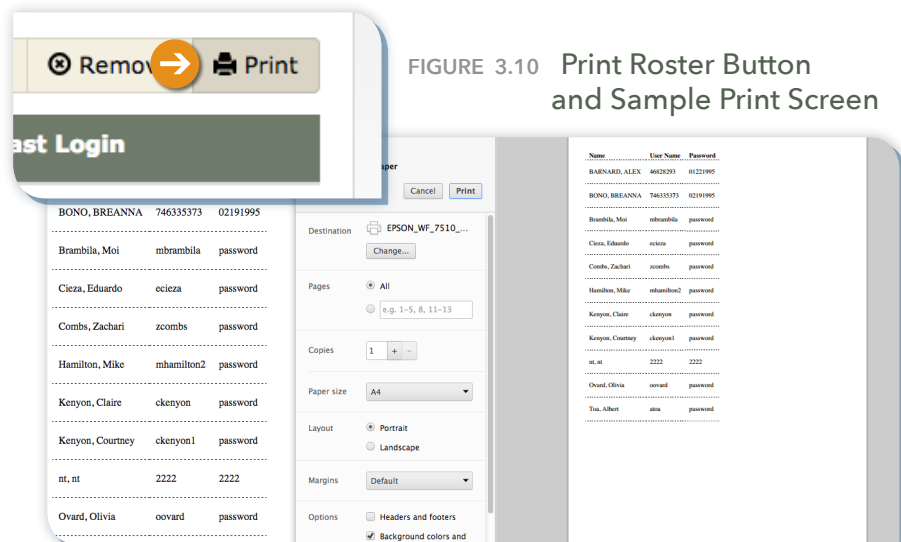 Remov
Print
ast Login
FIGURE 3.10 Print Roster Button
and Sample Print Screen
BONO, BREANNA 746335373 02191995
Brambila, Moi mbrambila password
Cieza, Eduardo ecieza password
Combs, Zachari zcombs password
Hamilton, Mike mhamilton2 password
Kenyon, Claire ckenyon password
Kenyon, Courtney ckenyon1 password
nt, nt 2222 2222
Ovard, Olivia oovard password
aper
Cancel Print
Destination EPSON_WF_7510_...
Change...
Pages All
e.g. 1-5, 8, 11-13
Copies 1 + -
Paper size A4
Layout Portrait
Landscape
Margins Default
Options Headers and footers
Background colors and
Name User Name Password
BARNARD, ALEX 46828293 01221995
BONO, BREANNA 746335373 02191995
Brambila, Moi mbrambila password
Cieza, Eduardo ecieza password
Combs, Zachari zcombs password
Hamilton, Mike mhamilton2 password
Kenyon, Claire ckenyon password
Kenyon, Courtney ckenyon1 password
nt, nt 2222 2222
Ovard, Olivia oovard password
Toa, Albert atoa password